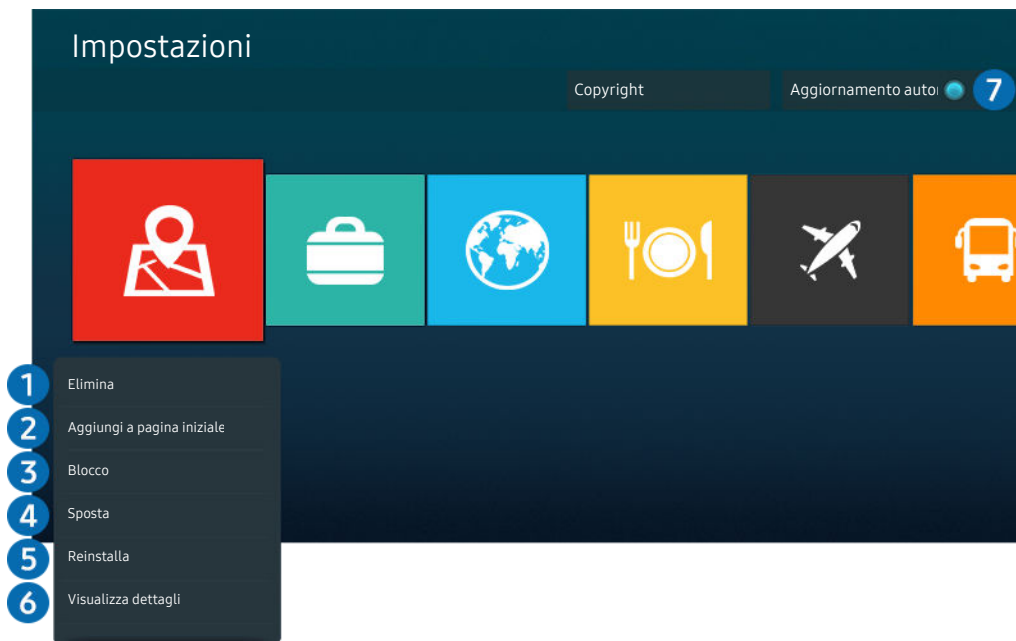 Impostazioni
Copyright
Aggiornamento autor
7
1
Elimina
2
Aggiungi a pagina iniziale
3
Blocco
4
Sposta
5
Reinstalla
6
Visualizza dettagli